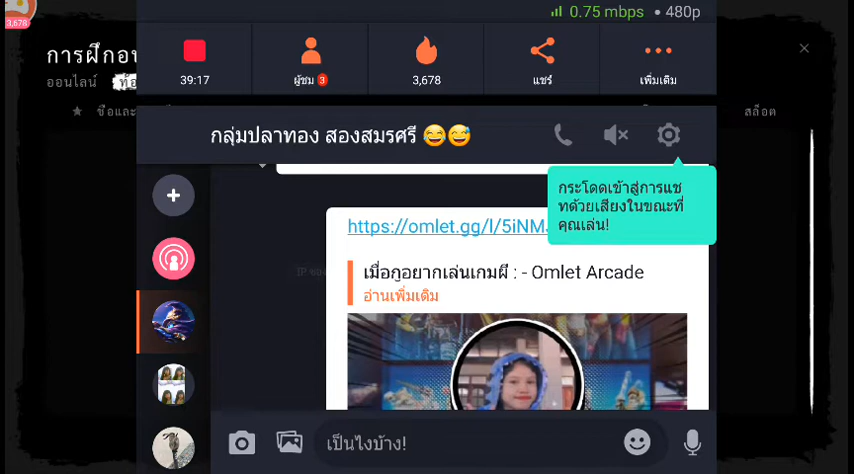 0.75 mbps • 480p
3,678
การฝึกอบ
ออนไลน์
39:17
ผู้ชม 3
3,678
แชร์
เพิ่มเติม
สล็อต
กลุ่มปลาทอง สองสมรศรี 😂😅
กระโดดเข้าสู่การแช
ทด้วยเสียงในขณะที่
คุณเล่น!
https://omlet.gg/l/5iNM
เมื่อกูอยากเล่นเกมผี : - Omlet Arcade
อ่านเพิ่มเติม
เป็นไงบ้าง!